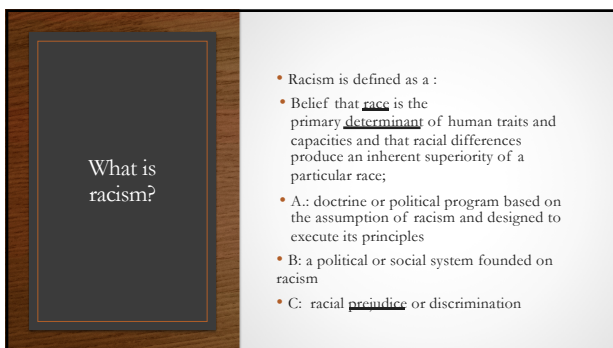 What is
racism?
• Racism is defined as a :
• Belief that race is the
primary determinant of human traits and
capacities and that racial differences
produce an inherent superiority of a
particular race;
• A.: doctrine or political program based on
the assumption of racism and designed to
execute its principles
• B: a political or social system founded on
racism
• C: racial prejudice or discrimination